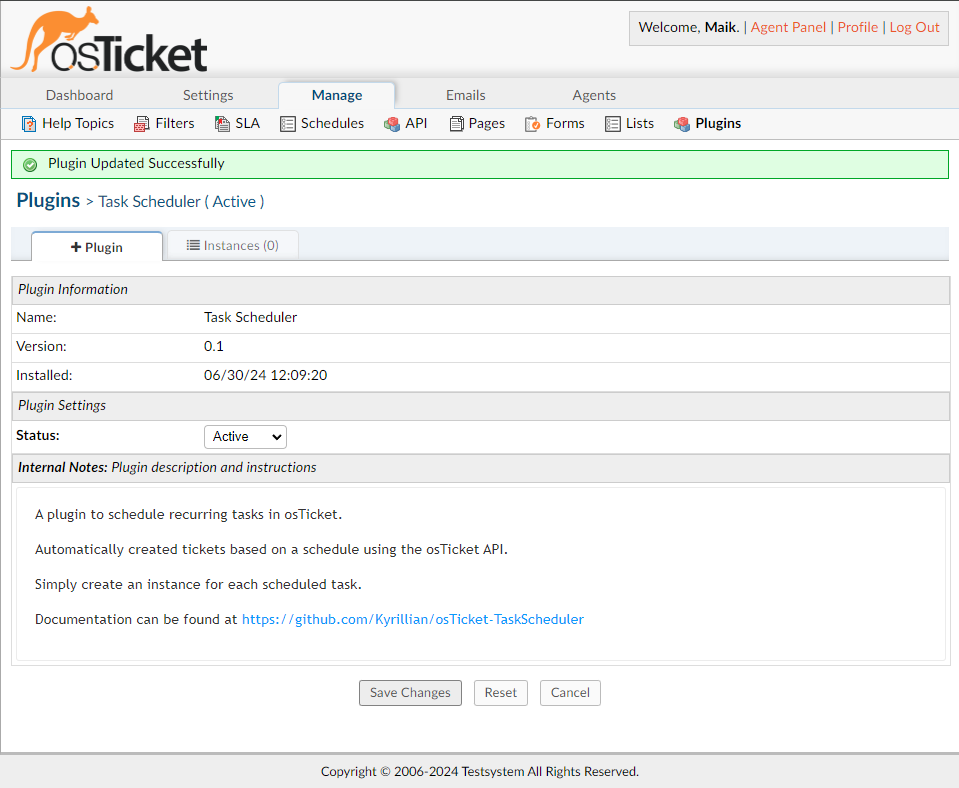 osTicket
Welcome, Maik. | Agent Panel | Profile | Log Out
Dashboard Settings Manage Emails Agents
Help Topics Filters SLA Schedules API Pages Forms Lists Plugins
Plugin Updated Successfully
Plugins > Task Scheduler ( Active )
Plugin Instances (0)
Plugin Information
Name: Task Scheduler
Version: 0.1
Installed: 06/30/24 12:09:20
Plugin Settings
Status: Active
Internal Notes: Plugin description and instructions
A plugin to schedule recurring tasks in osTicket.
Automatically created tickets based on a schedule using the osTicket API.
Simply create an instance for each scheduled task.
Documentation can be found at https://github.com/Kyrillian/osTicket-TaskScheduler
Save Changes Reset Cancel
Copyright © 2006-2024 Testsystem All Rights Reserved.